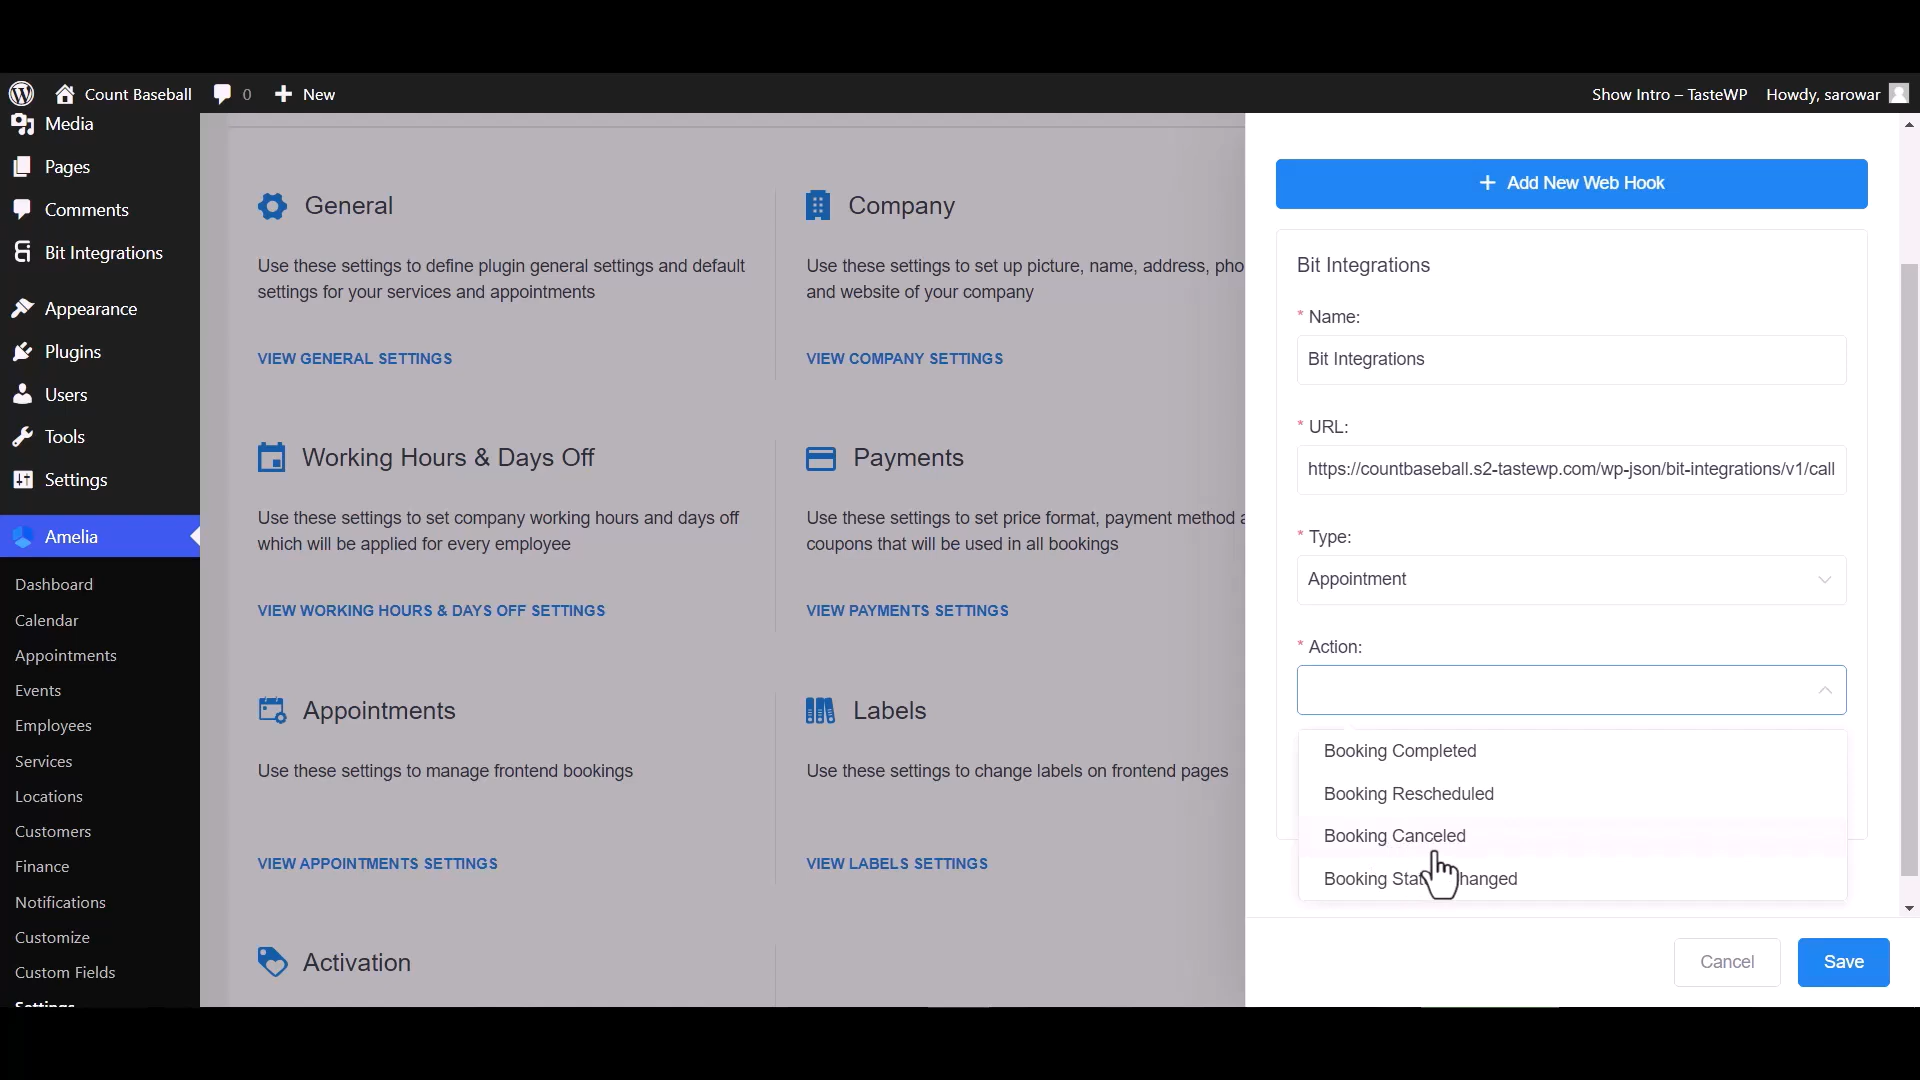 Count Baseball
0
New
Show Intro – TasteWP
Howdy, sarowar
Media
Pages
Comments
Bit Integrations
Appearance
Plugins
Users
Tools
Settings
Amelia
Dashboard
Calendar
Appointments
Events
Employees
Services
Locations
Customers
Finance
Notifications
Customize
Custom Fields
Settings
General
Use these settings to define plugin general settings and default
settings for your services and appointments
VIEW GENERAL SETTINGS
Company
Use these settings to set up picture, name, address, pho
and website of your company
VIEW COMPANY SETTINGS
Working Hours & Days Off
Use these settings to set company working hours and days off
which will be applied for every employee
VIEW WORKING HOURS & DAYS OFF SETTINGS
Payments
Use these settings to set price format, payment method a
coupons that will be used in all bookings
VIEW PAYMENTS SETTINGS
Appointments
Use these settings to manage frontend bookings
VIEW APPOINTMENTS SETTINGS
Labels
Use these settings to change labels on frontend pages
VIEW LABELS SETTINGS
Activation
+ Add New Web Hook
Bit Integrations
* Name:
Bit Integrations
* URL:
https://countbaseball.s2-tastewp.com/wp-json/bit-integrations/v1/call
* Type:
Appointment
* Action:
Booking Completed
Booking Rescheduled
Booking Canceled
Booking
Cancel
Save